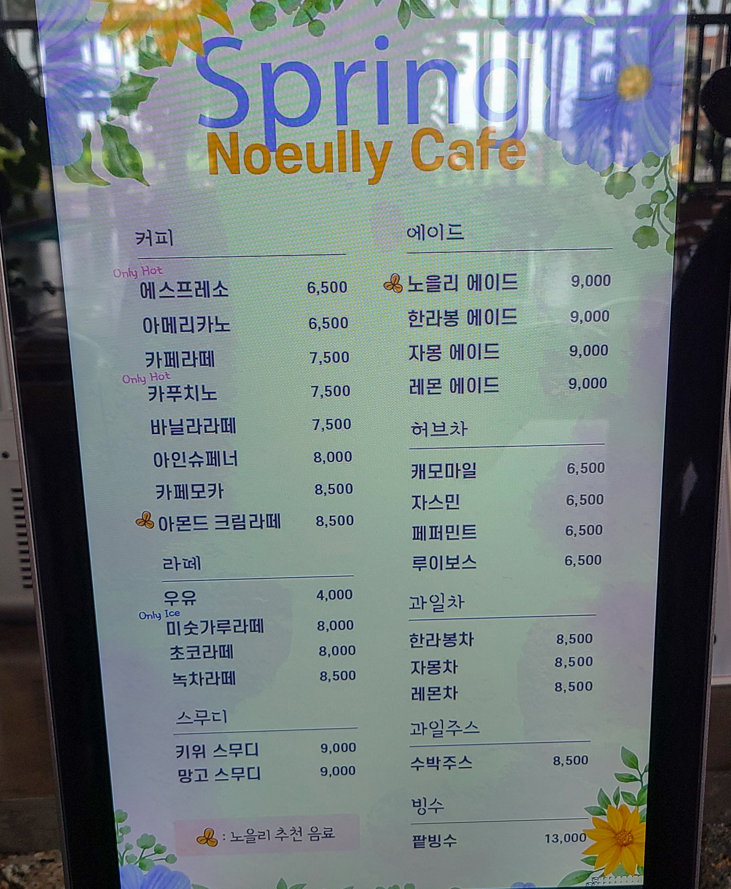 Spring
Noeully Cafe
커피
Only Hot
에스프레소 6,500
아메리카노 6,500
카페라떼 7,500
Only Hot
카푸치노 7,500
바닐라라떼 7,500
아인슈페너 8,000
카페모카 8,500
아몬드 크림라떼 8,500
라떼
우유 4,000
Only Ice
미숫가루라떼 8,000
초코라떼 8,000
녹차라떼 8,500
스무디
키위 스무디 9,000
망고 스무디 9,000
: 노을리 추천 음료
에이드
노을리 에이드 9,000
한라봉 에이드 9,000
자몽 에이드 9,000
레몬 에이드 9,000
허브차
캐모마일 6,500
자스민 6,500
페퍼민트 6,500
루이보스 6,500
과일차
한라봉차 8,500
자몽차 8,500
레몬차 8,500
과일주스
수박주스 8,500
빙수
팥빙수 13,000